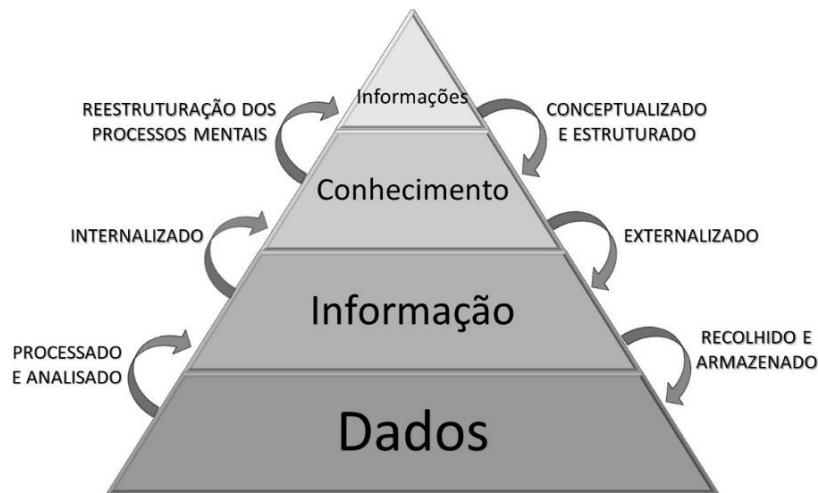 Informações
REESTRUTURAÇÃO DOS
PROCESSOS MENTAIS
CONCEPTUALIZADO
E ESTRUTURADO
Conhecimento
INTERNALIZADO
EXTERNALIZADO
Informação
PROCESSADO
E ANALISADO
RECOLHIDO E
ARMAZENADO
Dados